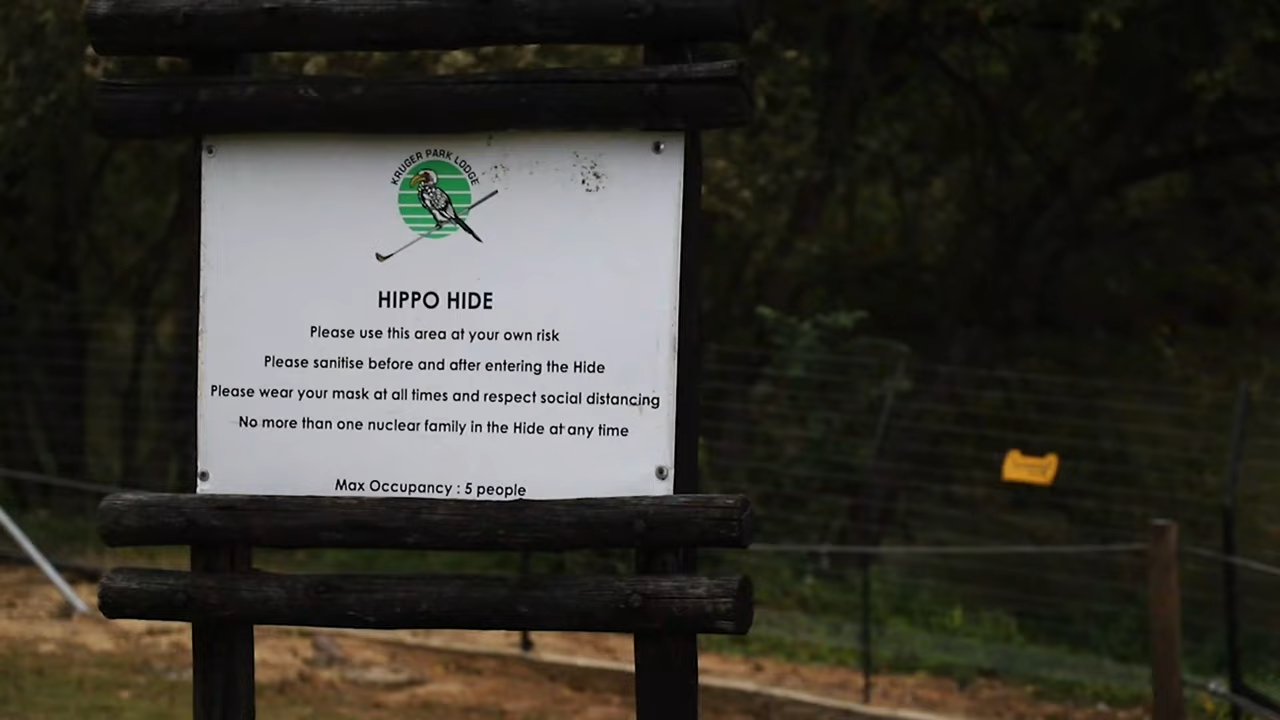 KRUGER PARK LODGE
HIPPO HIDE
Please use this area at your own risk
Please sanitise before and after entering the Hide
Please wear your mask at all times and respect social distancing
No more than one nuclear family in the Hide at any time
Max Occupancy : 5 people